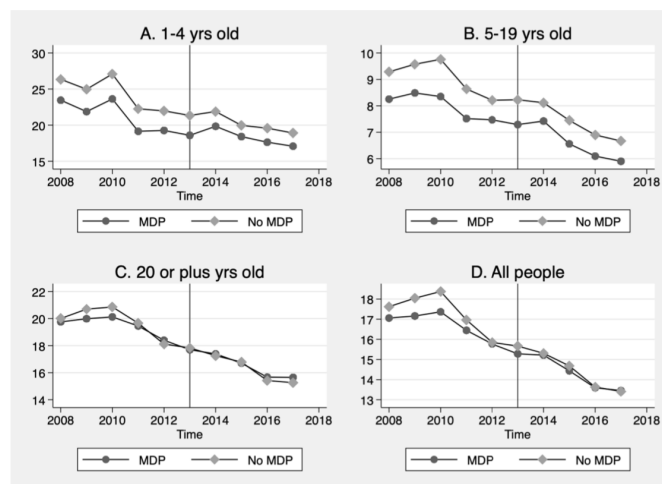 A. 1-4 yrs old
30
25
20
15
2008 2010 2012 2014 2016 2018
Time
MDP No MDP
B. 5-19 yrs old
10
9
8
7
6
2008 2010 2012 2014 2016 2018
Time
MDP No MDP
C. 20 or plus yrs old
22
20
18
16
14
2008 2010 2012 2014 2016 2018
Time
MDP No MDP
D. All people
18
17
16
15
14
13
2008 2010 2012 2014 2016 2018
Time
MDP No MDP